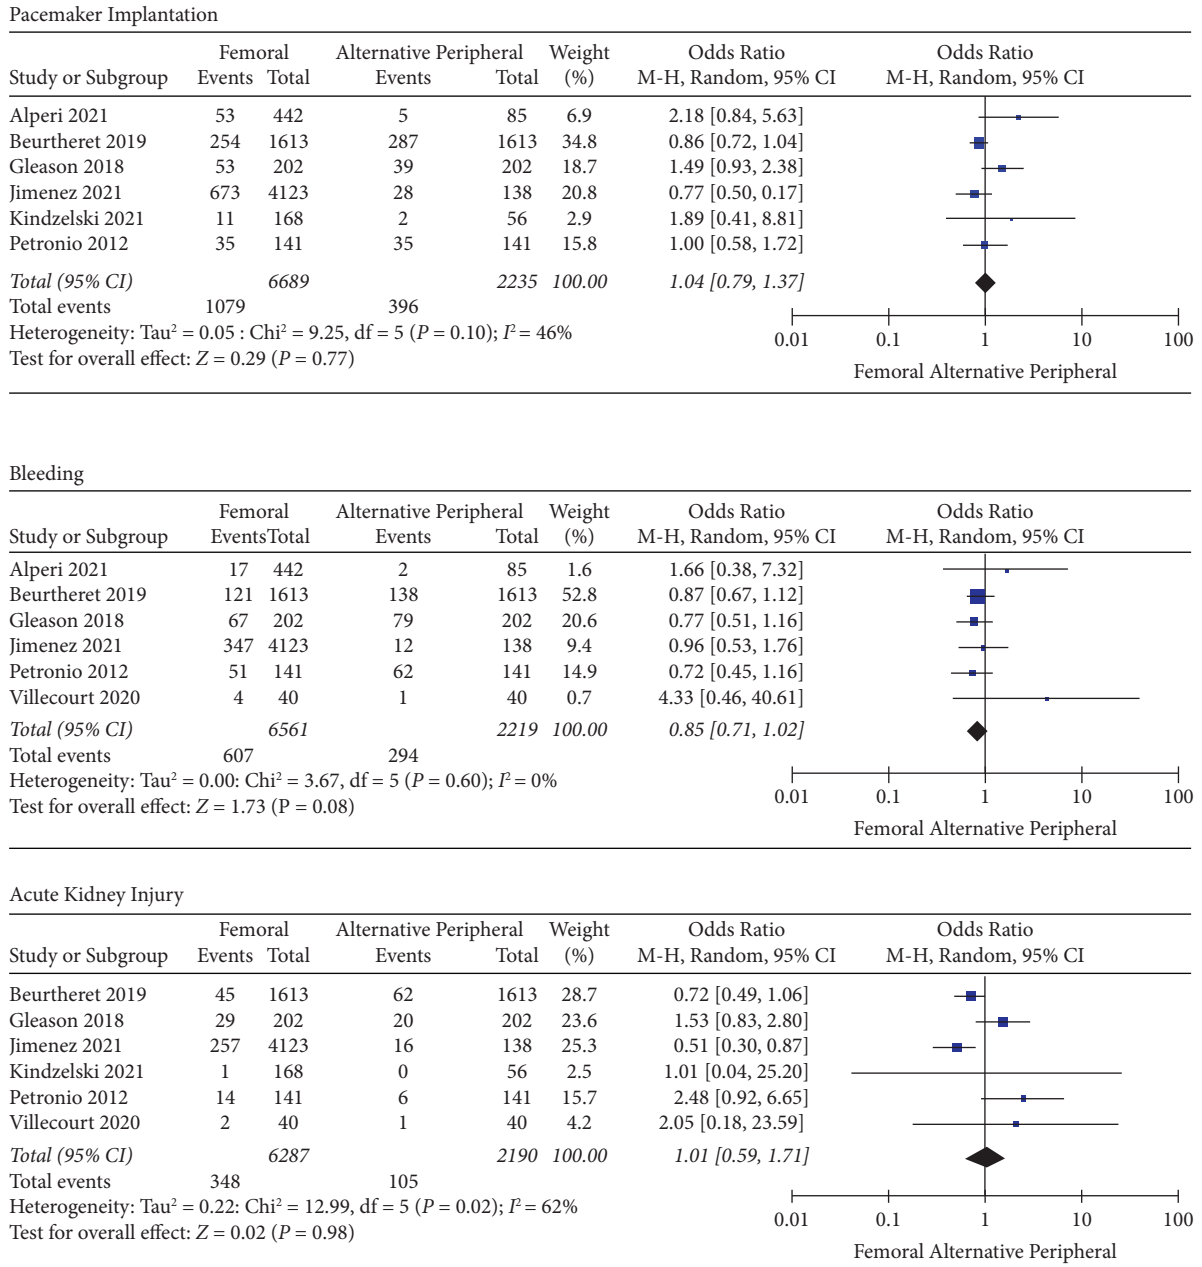 Pacemaker Implantation
Femoral Alternative Peripheral Weight Odds Ratio Odds Ratio
Study or Subgroup Events Total Events Total (%) M-H, Random, 95% CI M-H, Random, 95% CI
Alperi 2021 53 442 5 85 6.9 2.18 [0.84, 5.63]
Beurtheret 2019 254 1613 287 1613 34.8 0.86 [0.72, 1.04]
Gleason 2018 53 202 39 202 18.7 1.49 [0.93, 2.38]
Jimenez 2021 673 4123 28 138 20.8 0.77 [0.50, 0.17]
Kindzelski 2021 11 168 2 56 2.9 1.89 [0.41, 8.81]
Petronio 2012 35 141 35 141 15.8 1.00 [0.58, 1.72]
Total (95% CI) 6689 2235 100.00 1.04 [0.79, 1.37]
Total events 1079 396
Heterogeneity: Tau² = 0.05 : Chi² = 9.25, df = 5 (P = 0.10); I² = 46%
Test for overall effect: Z = 0.29 (P = 0.77)
0.01 0.1 1 10 100
Femoral Alternative Peripheral
Bleeding
Femoral Alternative Peripheral Weight Odds Ratio Odds Ratio
Study or Subgroup EventsTotal Events Total (%) M-H, Random, 95% CI M-H, Random, 95% CI
Alperi 2021 17 442 2 85 1.6 1.66 [0.38, 7.32]
Beurtheret 2019 121 1613 138 1613 52.8 0.87 [0.67, 1.12]
Gleason 2018 67 202 79 202 20.6 0.77 [0.51, 1.16]
Jimenez 2021 347 4123 12 138 9.4 0.96 [0.53, 1.76]
Petronio 2012 51 141 62 141 14.9 0.72 [0.45, 1.16]
Villecourt 2020 4 40 1 40 0.7 4.33 [0.46, 40.61]
Total (95% CI) 6561 2219 100.00 0.85 [0.71, 1.02]
Total events 607 294
Heterogeneity: Tau² = 0.00: Chi² = 3.67, df = 5 (P = 0.60); I² = 0%
Test for overall effect: Z = 1.73 (P = 0.08)
0.01 0.1 1 10 100
Femoral Alternative Peripheral
Acute Kidney Injury
Femoral Alternative Peripheral Weight Odds Ratio Odds Ratio
Study or Subgroup Events Total Events Total (%) M-H, Random, 95% CI M-H, Random, 95% CI
Beurtheret 2019 45 1613 62 1613 28.7 0.72 [0.49, 1.06]
Gleason 2018 29 202 20 202 23.6 1.53 [0.83, 2.80]
Jimenez 2021 257 4123 16 138 25.3 0.51 [0.30, 0.87]
Kindzelski 2021 1 168 0 56 2.5 1.01 [0.04, 25.20]
Petronio 2012 14 141 6 141 15.7 2.48 [0.92, 6.65]
Villecourt 2020 2 40 1 40 4.2 2.05 [0.18, 23.59]
Total (95% CI) 6287 2190 100.00 1.01 [0.59, 1.71]
Total events 348 105
Heterogeneity: Tau² = 0.22: Chi² = 12.99, df = 5 (P = 0.02); I² = 62%
Test for overall effect: Z = 0.02 (P = 0.98)
0.01 0.1 1 10 100
Femoral Alternative Peripheral